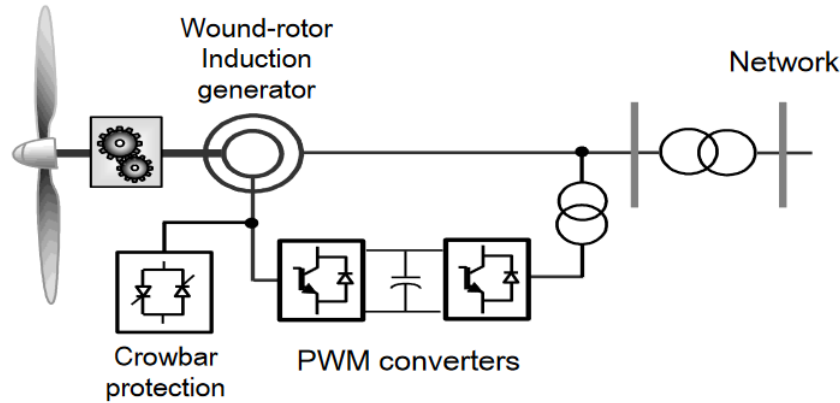 Wound-rotor
Induction
generator
Network
Crowbar
protection
PWM converters